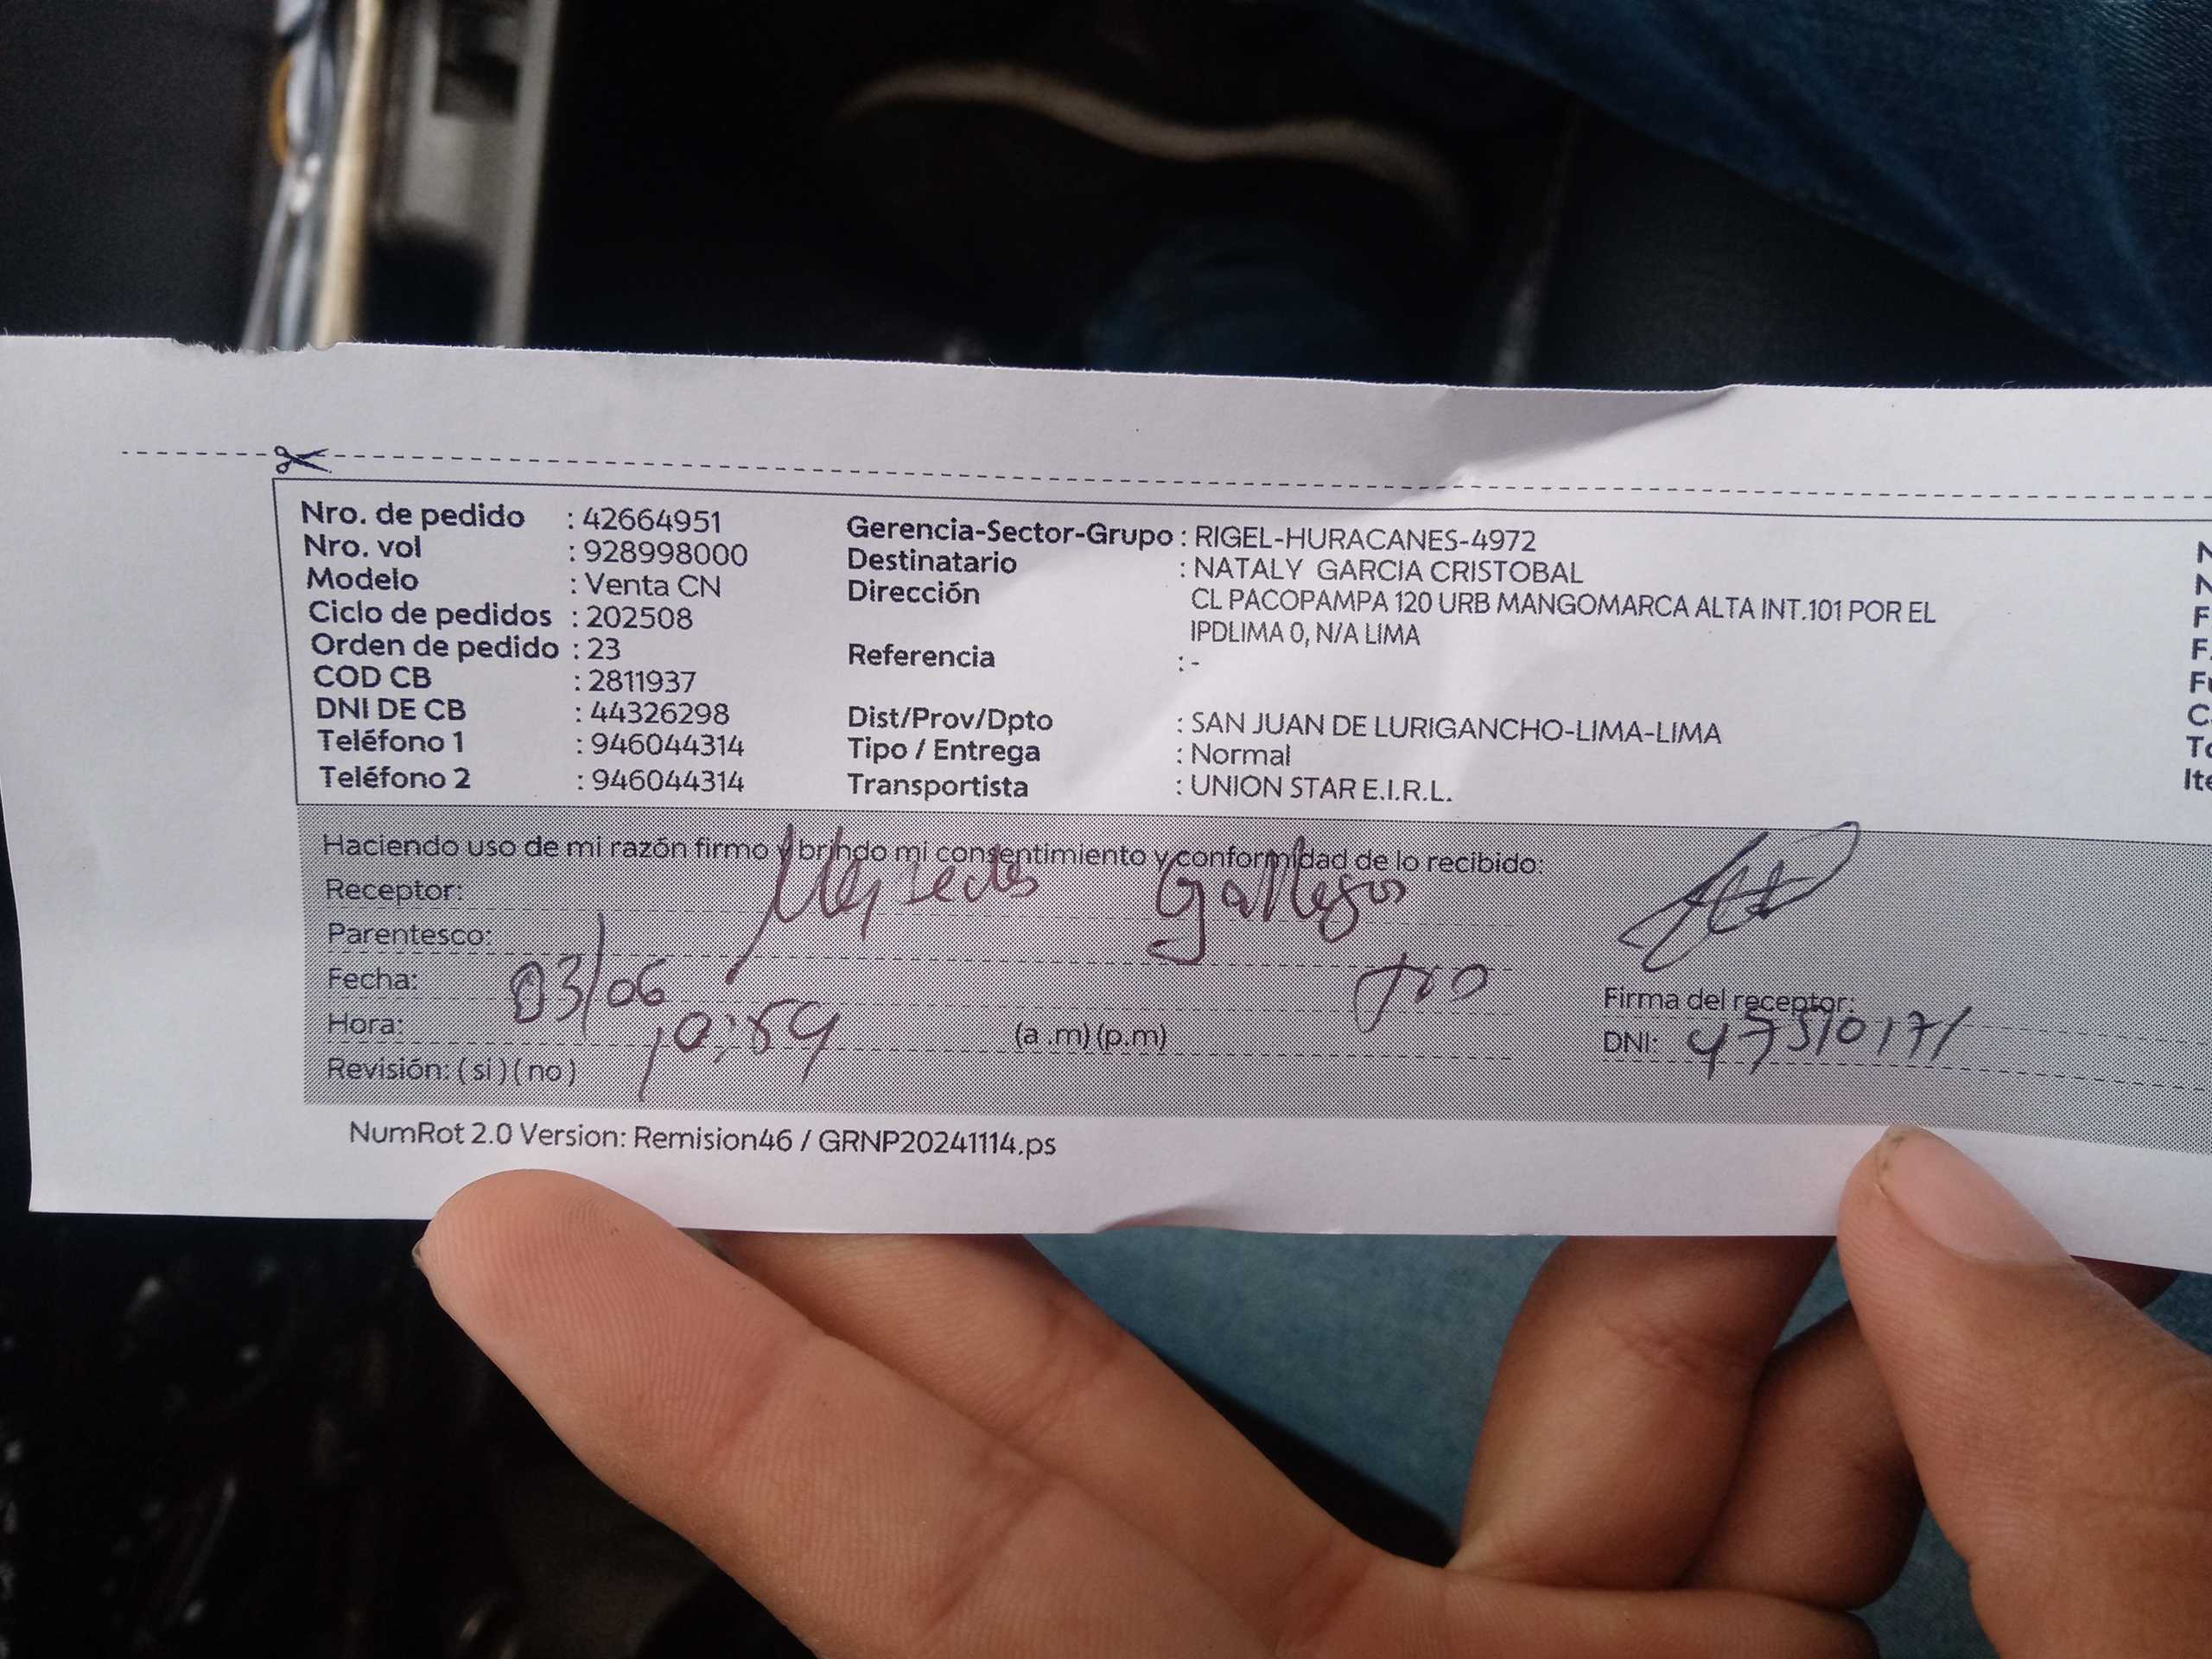 Nro. de pedido : 42664951
Nro. vol : 928998000
Modelo : Venta CN
Ciclo de pedidos : 202508
Orden de pedido : 23
COD CB : 2811937
DNI DE CB : 44326298
Teléfono 1 : 946044314
Teléfono 2 : 946044314
Gerencia-Sector-Grupo : RIGEL-HURACANES-4972
Destinatario : NATALY GARCIA CRISTOBAL
Dirección CL PACOPAMPA 120 URB MANGOMARCA ALTA INT.101 POR EL
IPDLIMA 0, N/A LIMA
Referencia : -
Dist/Prov/Dpto : SAN JUAN DE LURIGANCHO-LIMA-LIMA
Tipo / Entrega : Normal
Transportista : UNION STAR E.I.R.L.
Haciendo uso de mi razón firmo y brindo mi consentimiento y conformidad de lo recibido:
Receptor: Mercedes Gallegos
Parentesco:
Fecha: 03/06
Hora: 10:59 (a .m) (p.m)
Revisión: ( si ) ( no )
Firma del receptor:
DNI: 47510171
NumRot 2.0 Version: Remision46 / GRNP20241114.ps